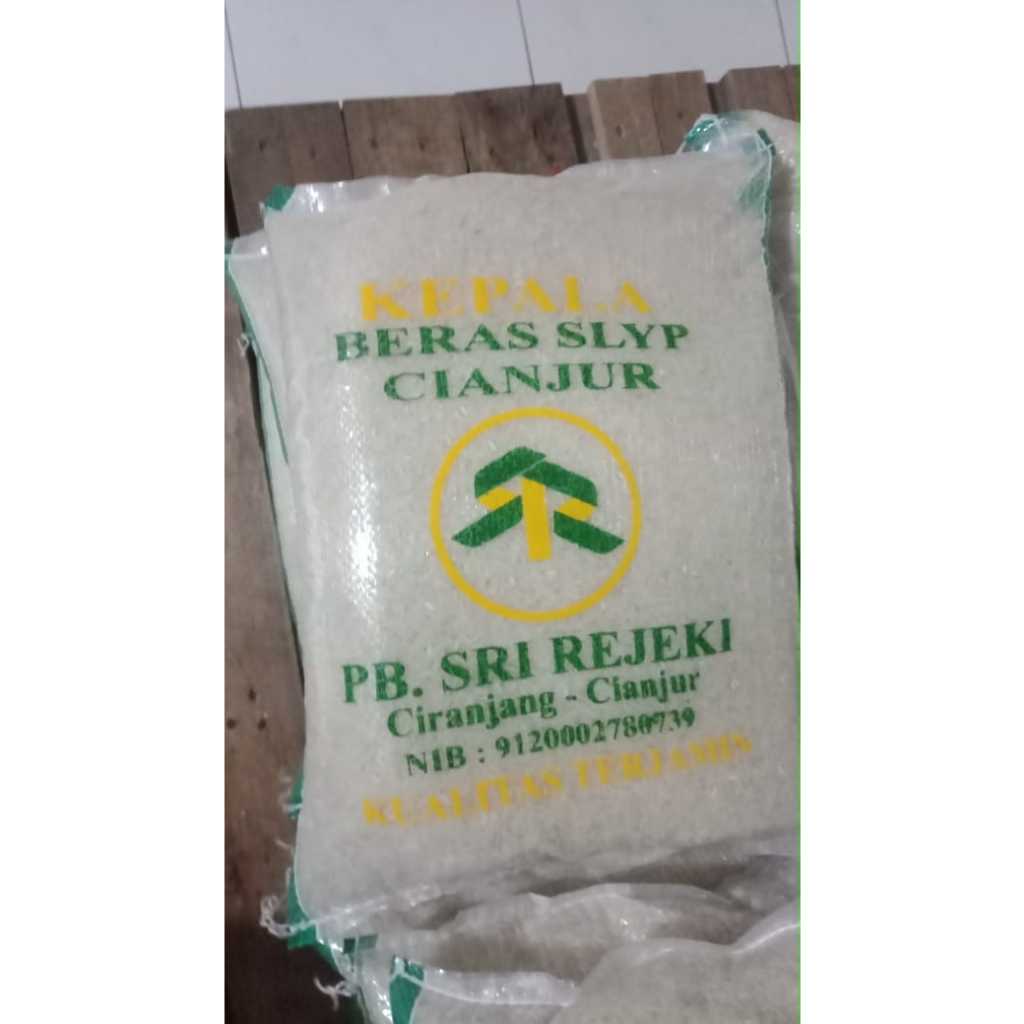 KEPALA
BERAS SLYP
CIANJUR
PB. SRI REJEKI
Ciranjang - Cianjur
NIB : 9120002780739
KUALITAS TERJAMIN